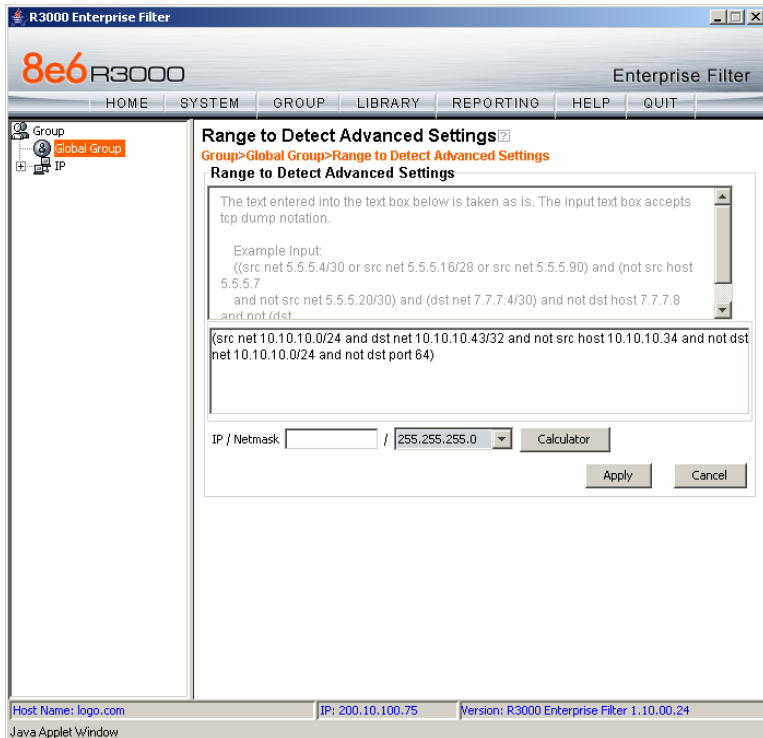 R3000 Enterprise Filter
8e6 R3000
Enterprise Filter
HOME SYSTEM GROUP LIBRARY REPORTING HELP QUIT
Group
Global Group
IP
Range to Detect Advanced Settings?
Group>Global Group>Range to Detect Advanced Settings
Range to Detect Advanced Settings
The text entered into the text box below is taken as is. The input text box accepts
tcp dump notation.
Example Input:
((src net 5.5.5.4/30 or src net 5.5.5.16/28 or src net 5.5.5.90) and (not src host
5.5.5.7
and not src net 5.5.5.20/30) and (dst net 7.7.7.4/30) and not dst host 7.7.7.8
and not (dst
(src net 10.10.10.0/24 and dst net 10.10.10.43/32 and not src host 10.10.10.34 and not dst
net 10.10.10.0/24 and not dst port 64)
IP / Netmask / 255.255.255.0 Calculator
Apply Cancel
Host Name: logo.com IP: 200.10.100.75 Version: R3000 Enterprise Filter 1.10.00.24
Java Applet Window